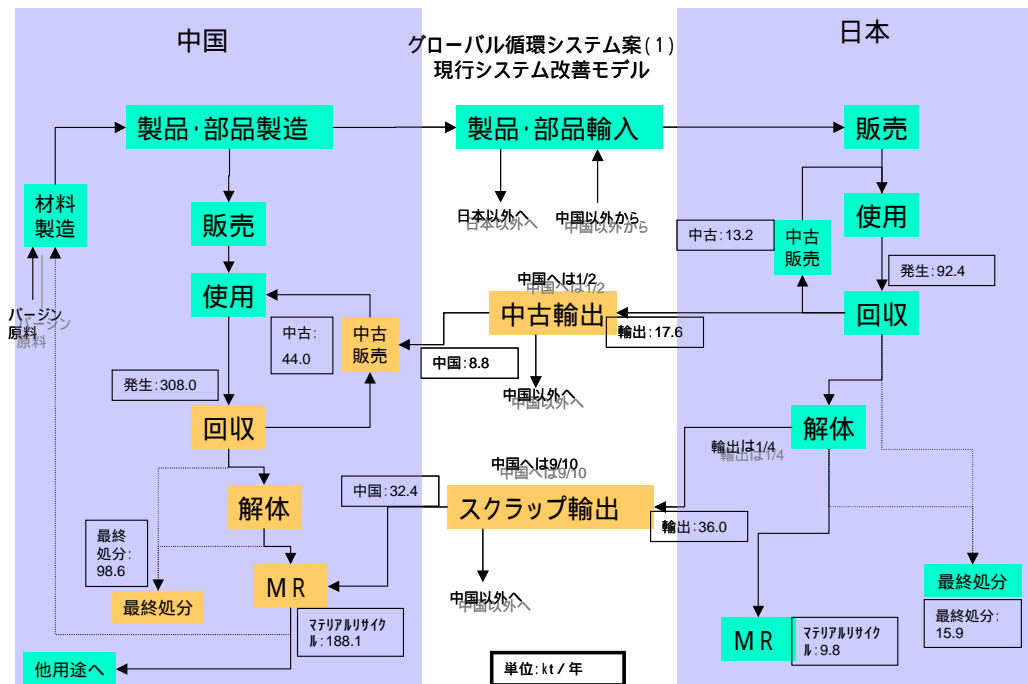 中国
グローバル循環システム案(1)
現行システム改善モデル
日本
製品･部品製造
製品･部品輸入
販売
材料
製造
販売
日本以外へ
中国以外から
使用
中古:13.2
中古
販売
発生:92.4
使用
中国へは1/2
バージン
原料
中古輸出
回収
中古:
44.0
中古
販売
輸出:17.6
中国:8.8
発生:308.0
中国以外へ
回収
解体
輸出は1/4
中国へは9/10
中国:32.4
解体
スクラップ輸出
輸出:36.0
最終
処分:
98.6
MR
最終処分
最終処分
中国以外へ
マテリアルリサイク
ル:188.1
最終処分:
15.9
MR
マテリアルリサイク
ル:9.8
他用途へ
単位:kt/年